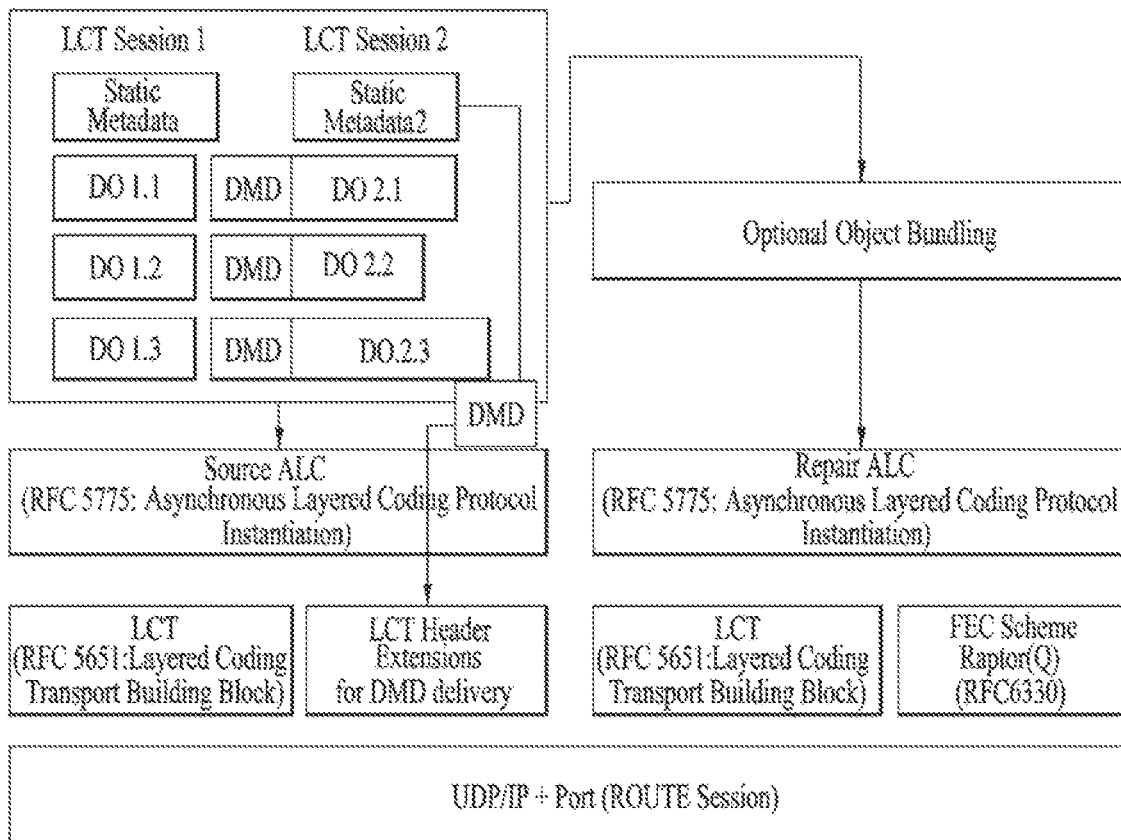 LCT Session 1
LCT Session 2
Static
Metadata
Static
Metadata2
DO 1.1
DMD
DO 2.1
DO 1.2
DMD
DO 2.2
DO 1.3
DMD
DO.2.3
DMD
Optional Object Bundling
Source ALC
(RFC 5775: Asynchronous Layered Coding Protocol
Instantiation)
Repair ALC
(RFC 5775: Asynchronous Layered Coding Protocol
Instantiation)
LCT
(RFC 5651:Layered Coding
Transport Building Block)
LCT Header
Extensions
for DMD delivery
LCT
(RFC 5651:Layered Coding
Transport Building Block)
FEC Scheme
Raptor(Q)
(RFC6330)
UDP/IP + Port (ROUTE Session)